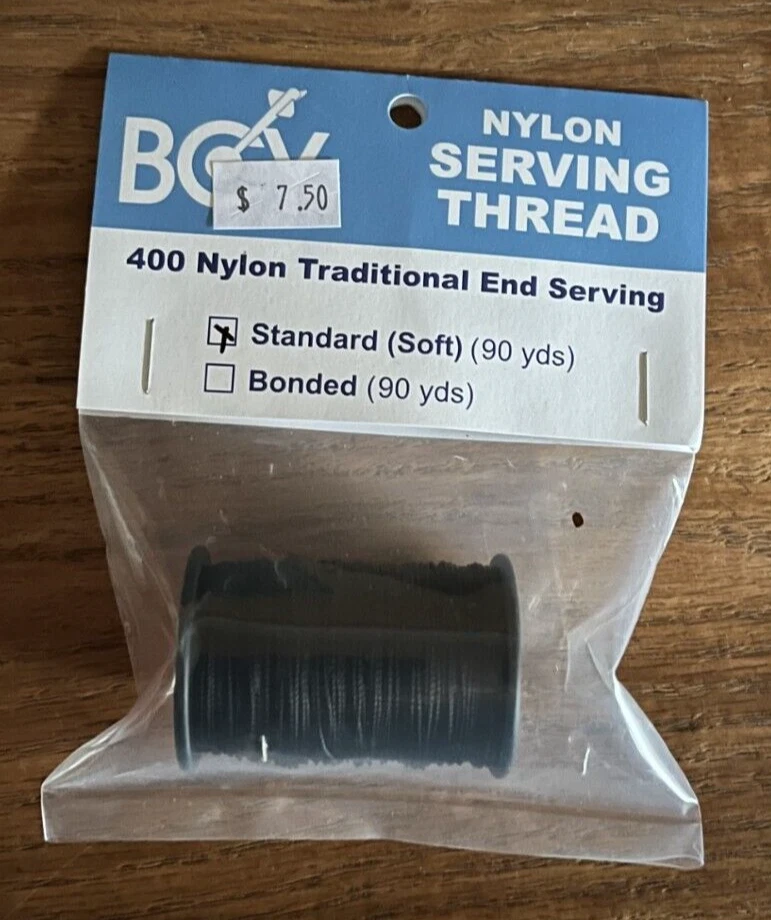 BCY
$ 7.50
NYLON
SERVING
THREAD
400 Nylon Traditional End Serving
Standard (Soft) (90 yds)
Bonded (90 yds)